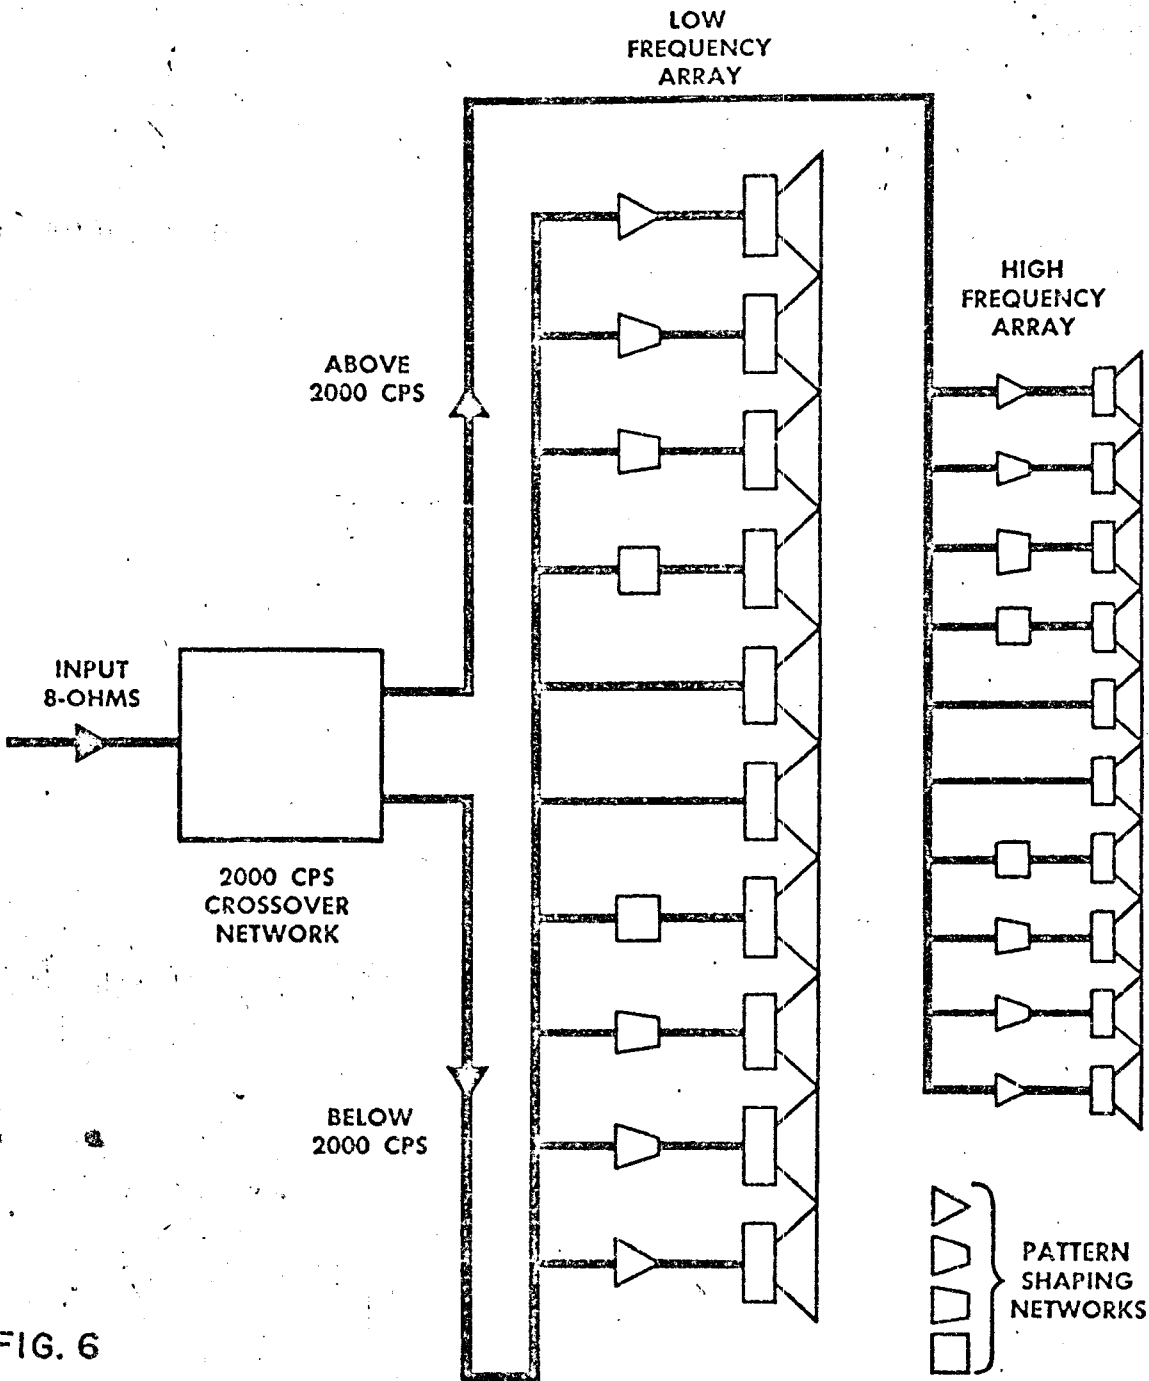 LOW
FREQUENCY
ARRAY
HIGH
FREQUENCY
ARRAY
ABOVE
2000 CPS
INPUT
8-OHMS
2000 CPS
CROSSOVER
NETWORK
BELOW
2000 CPS
PATTERN
SHAPING
NETWORKS
FIG. 6